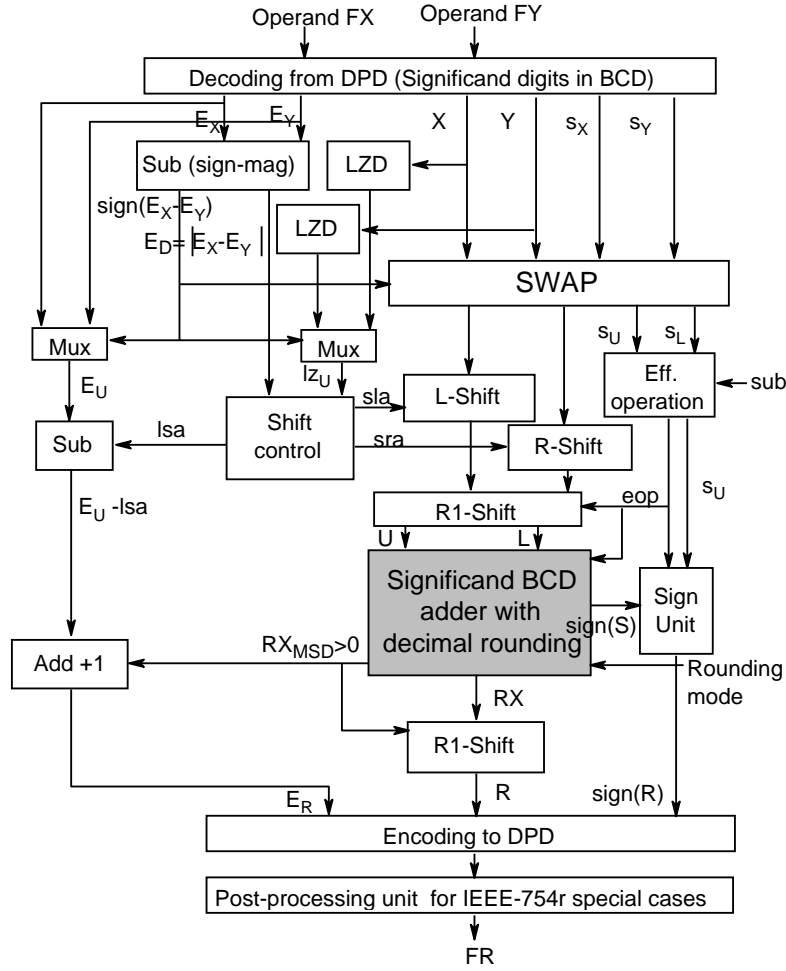 Operand FX
Operand FY
Decoding from DPD (Significand digits in BCD)
E_X
E_Y
X
Y
s_X
s_Y
Sub (sign-mag)
LZD
sign(E_X-E_Y)
LZD
E_D= |E_X-E_Y|
SWAP
s_U
s_L
Mux
Mux
E_U
lz_U
sla
L-Shift
Eff.
operation
sub
Sub
lsa
Shift
control
sra
R-Shift
E_U -lsa
R1-Shift
eop
s_U
U
L
Significand BCD
adder with
decimal rounding
sign(S)
Sign
Unit
Add +1
RX_MSD>0
Rounding
mode
RX
R1-Shift
E_R
R
sign(R)
Encoding to DPD
Post-processing unit for IEEE-754r special cases
FR